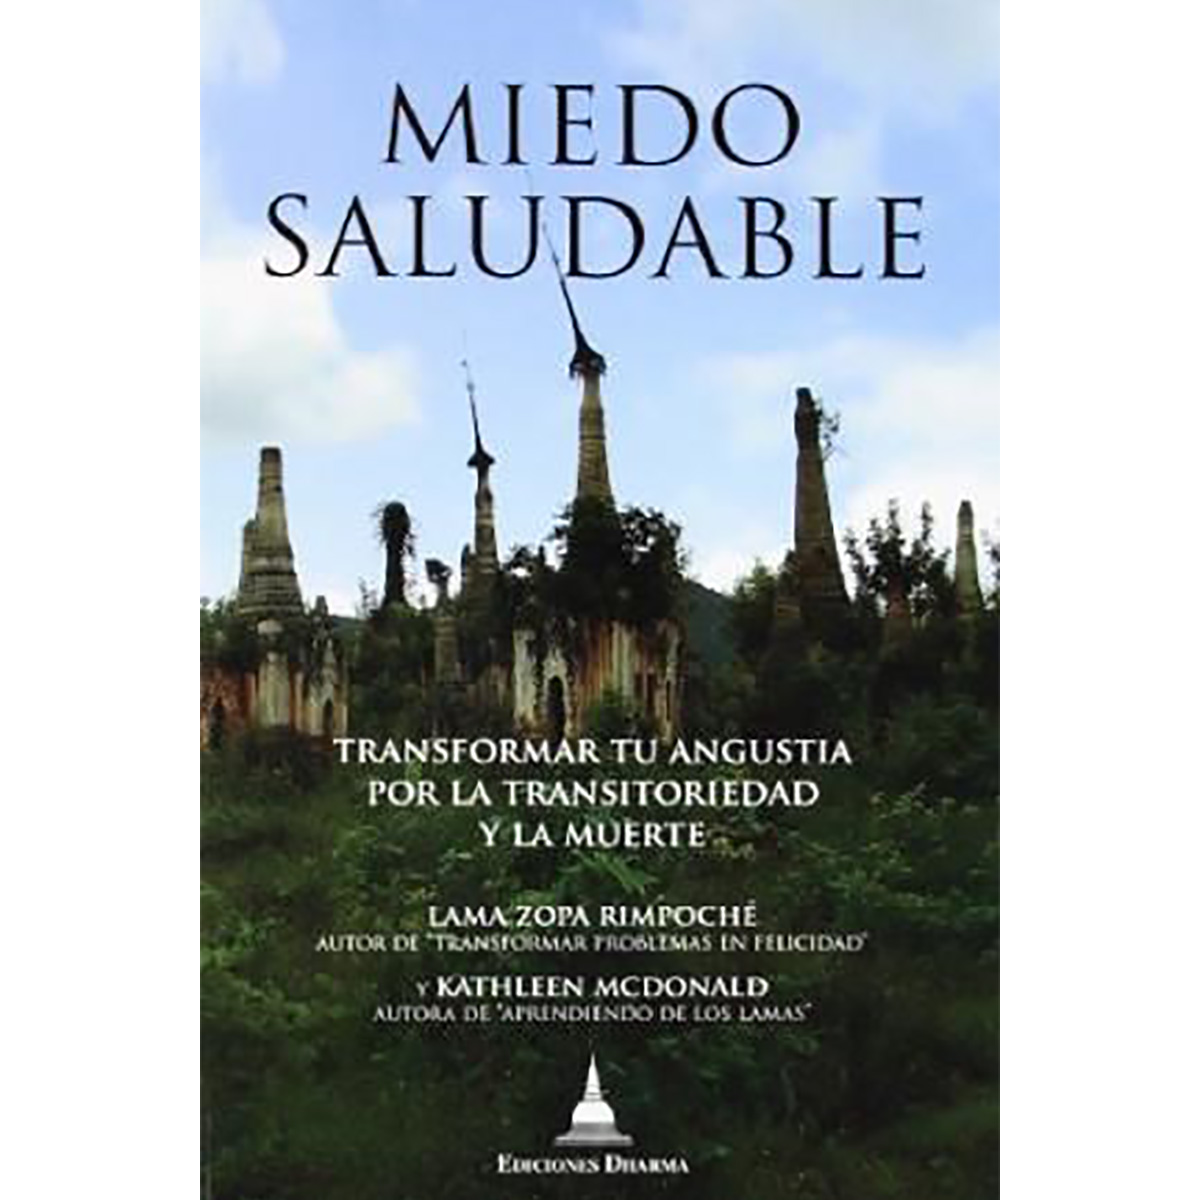 MIEDO
SALUDABLE
TRANSFORMAR TU ANGUSTIA
POR LA TRANSITORIEDAD
Y LA MUERTE
LAMA ZOPA RIMPOCHÉ
AUTOR DE "TRANSFORMAR PROBLEMAS EN FELICIDAD"
Y KATHLEEN MCDONALD
AUTORA DE "APRENDIENDO DE LOS LAMAS"
EDICIONES DHARMA